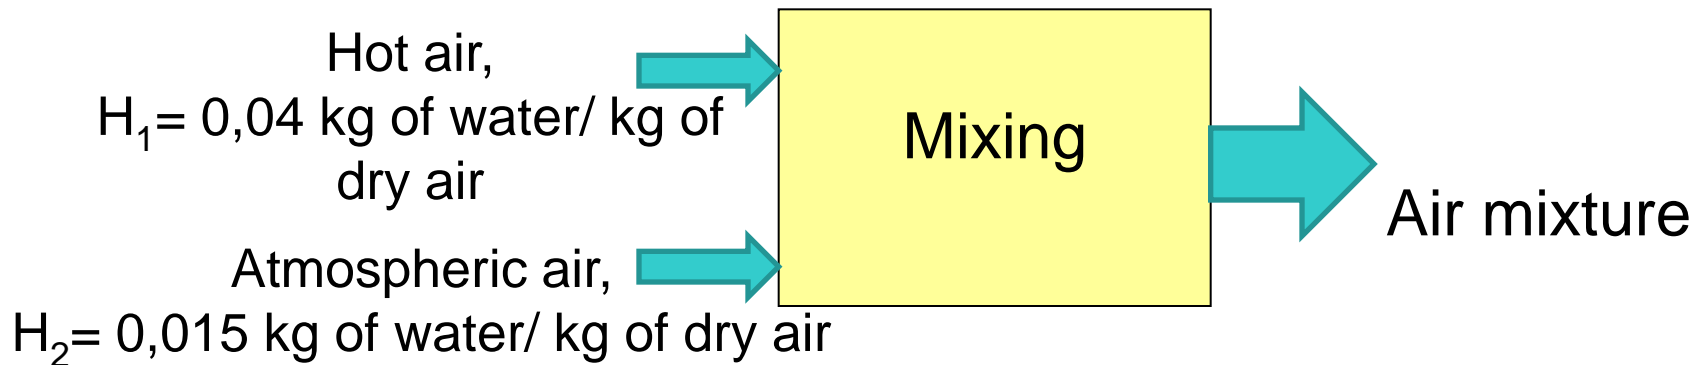 Hot air,
H₁= 0,04 kg of water/ kg of
dry air
Mixing
Atmospheric air,
H₂= 0,015 kg of water/ kg of dry air
Air mixture